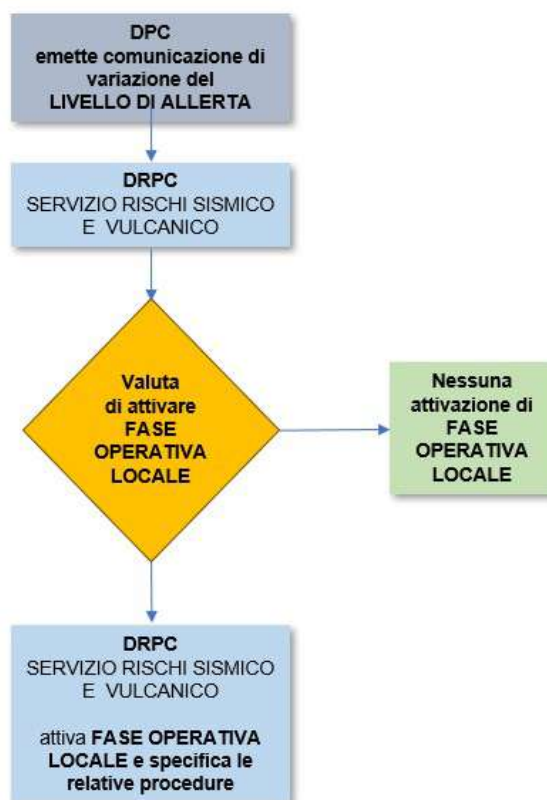 DPC
emette comunicazione di
variazione del
LIVELLO DI ALLERTA
DRPC
SERVIZIO RISCHI SISMICO
E VULCANICO
Valuta
di attivare
FASE
OPERATIVA
LOCALE
Nessuna
attivazione di
FASE
OPERATIVA
LOCALE
DRPC
SERVIZIO RISCHI SISMICO
E VULCANICO
attiva FASE OPERATIVA
LOCALE e specifica le
relative procedure